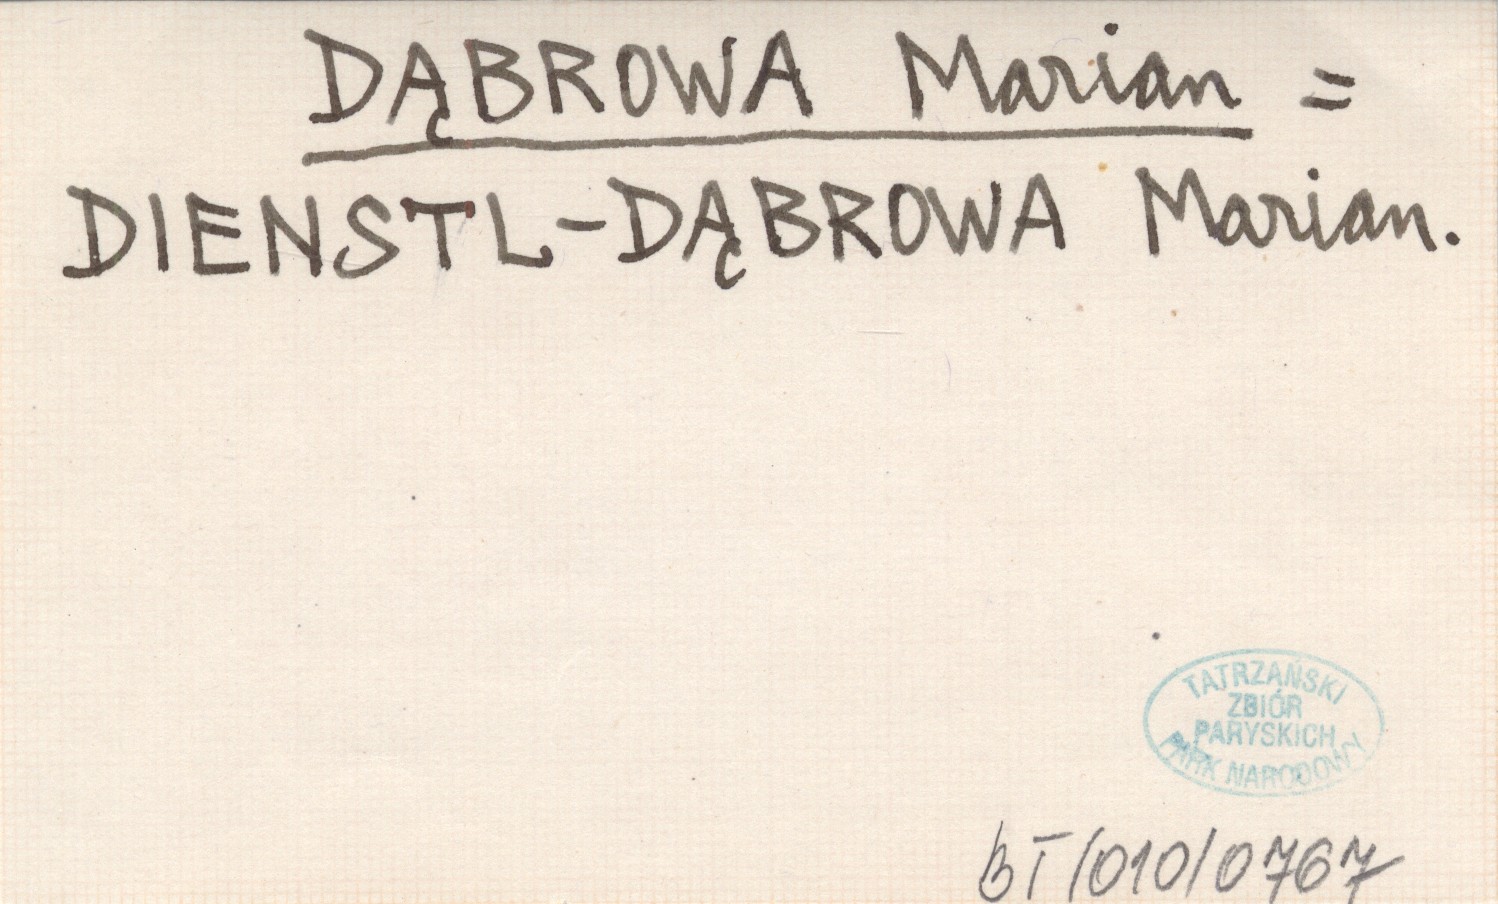 DĄBROWA Marian =
DIENSTL-DĄBROWA Marian.
TATRZAŃSKI
ZBIÓR
PARYSKICH
PARK NARODOWY
BT/010/0767